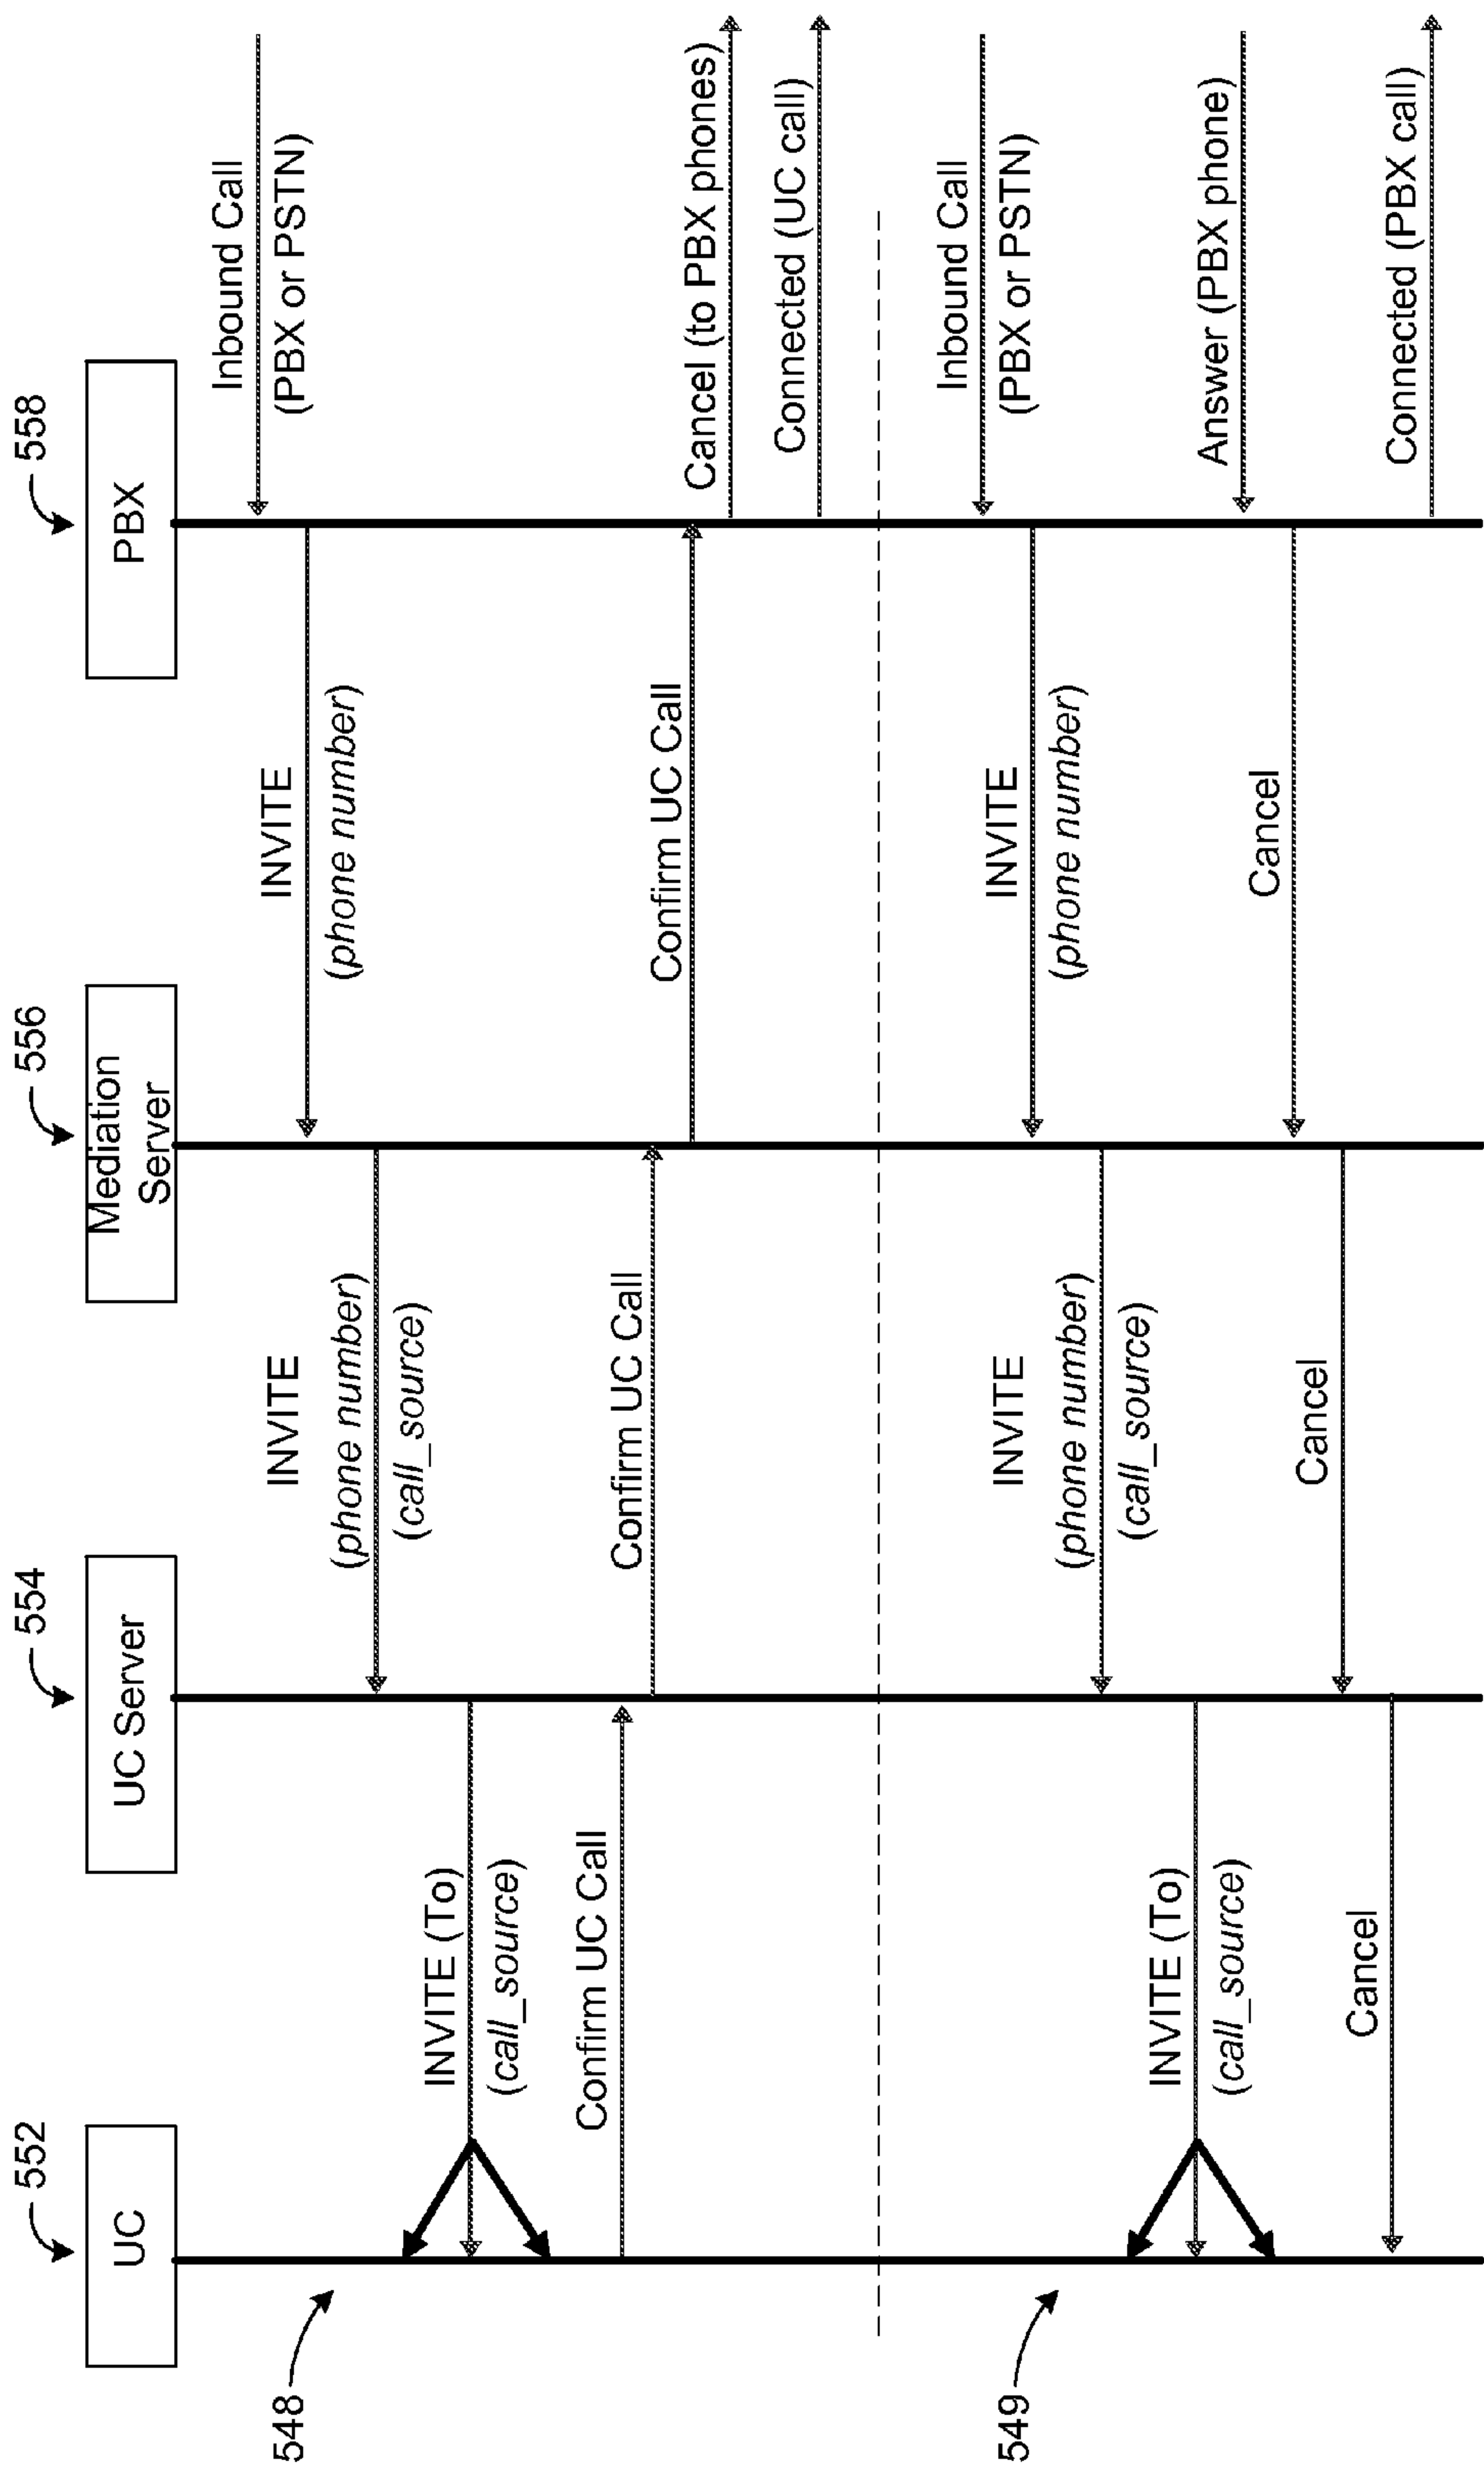 552
554
556
558
UC
UC Server
Mediation
Server
PBX
548
Inbound Call
(PBX or PSTN)
INVITE
(phone number)
INVITE
(phone number)
(call_source)
INVITE (To)
(call_source)
Confirm UC Call
Confirm UC Call
Confirm UC Call
Cancel (to PBX phones)
Connected (UC call)
549
Inbound Call
(PBX or PSTN)
INVITE
(phone number)
INVITE
(phone number)
(call_source)
INVITE (To)
(call_source)
Answer (PBX phone)
Cancel
Cancel
Cancel
Connected (PBX call)